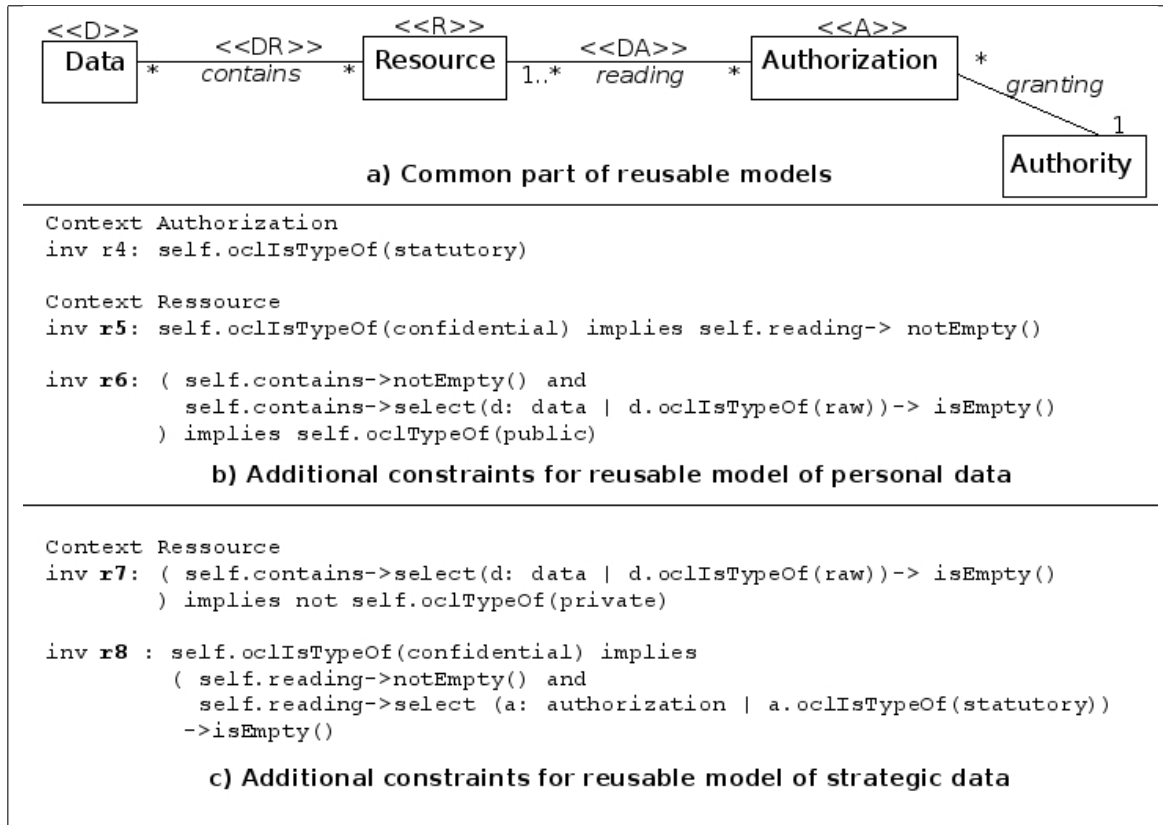 <<D>> <<R>> <<A>>
Data * <<DR>> contains * Resource 1..* <<DA>> reading * Authorization *
granting
1
Authority
a) Common part of reusable models
Context Authorization
inv r4: self.oclIsTypeOf(statutory)
Context Ressource
inv r5: self.oclIsTypeOf(confidential) implies self.reading-> notEmpty()
inv r6: ( self.contains->notEmpty() and
self.contains->select(d: data | d.oclIsTypeOf(raw))-> isEmpty()
) implies self.oclTypeOf(public)
b) Additional constraints for reusable model of personal data
Context Ressource
inv r7: ( self.contains->select(d: data | d.oclIsTypeOf(raw))-> isEmpty()
) implies not self.oclTypeOf(private)
inv r8 : self.oclIsTypeOf(confidential) implies
( self.reading->notEmpty() and
self.reading->select (a: authorization | a.oclIsTypeOf(statutory))
->isEmpty()
c) Additional constraints for reusable model of strategic data